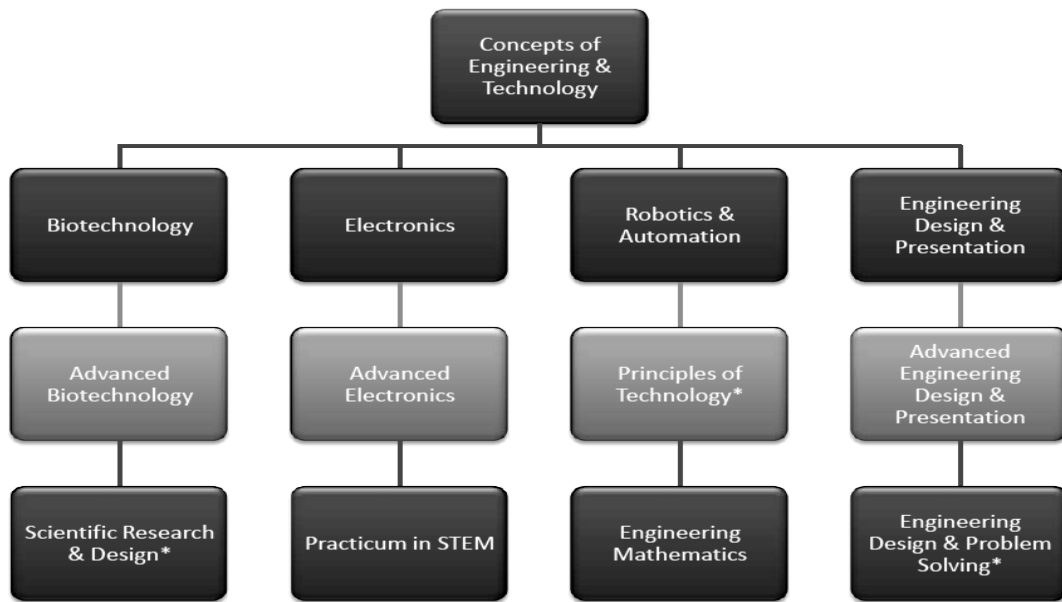 Concepts of
Engineering &
Technology
Biotechnology
Electronics
Robotics &
Automation
Engineering
Design &
Presentation
Advanced
Biotechnology
Advanced
Electronics
Principles of
Technology*
Advanced
Engineering
Design &
Presentation
Scientific Research
& Design*
Practicum in STEM
Engineering
Mathematics
Engineering
Design & Problem
Solving*